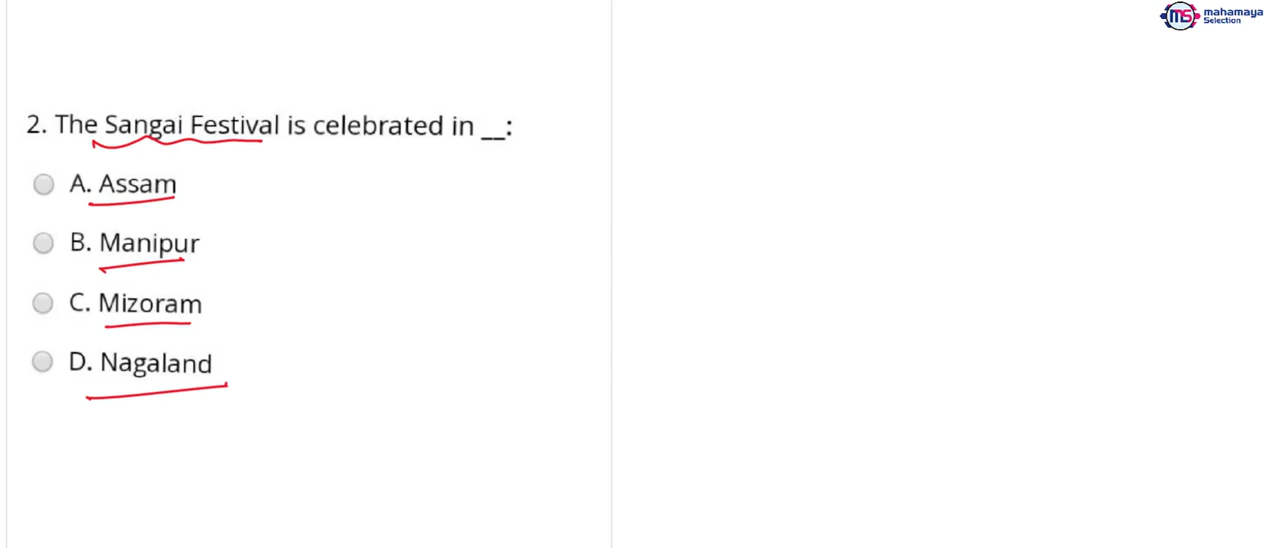 mahamaya
Selection
2. The Sangai Festival is celebrated in __:
A. Assam
B. Manipur
C. Mizoram
D. Nagaland